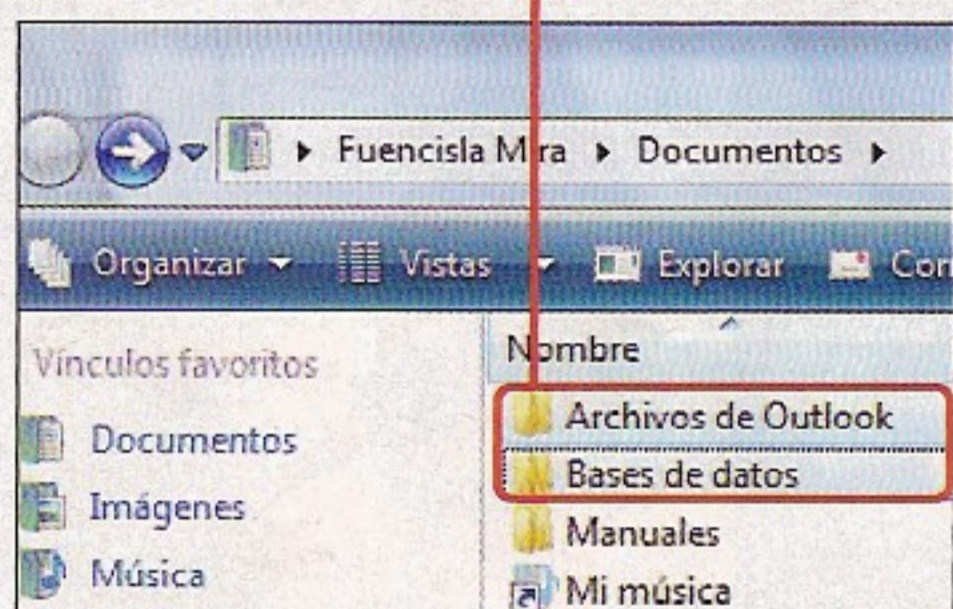 Fuencisla Mira ▸ Documentos ▸
Organizar Vistas Explorar
Vínculos favoritos
Documentos
Imágenes
Música
Nombre
Archivos de Outlook
Bases de datos
Manuales
Mi música